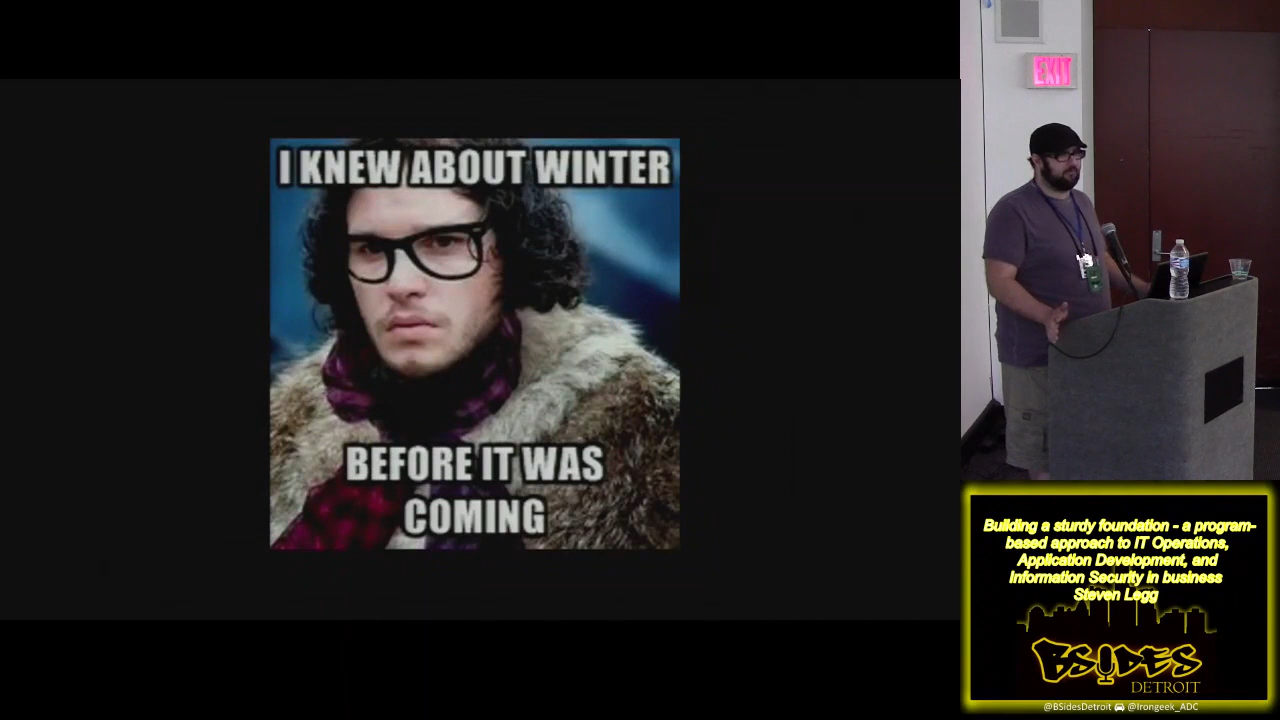 I KNEW ABOUT WINTER
BEFORE IT WAS
COMING
EXIT
Building a sturdy foundation - a program-
based approach to IT Operations,
Application Development, and
Information Security in business
Steven Legg
BSIDES
DETROIT
@BSidesDetroit @Irongeek_ADC